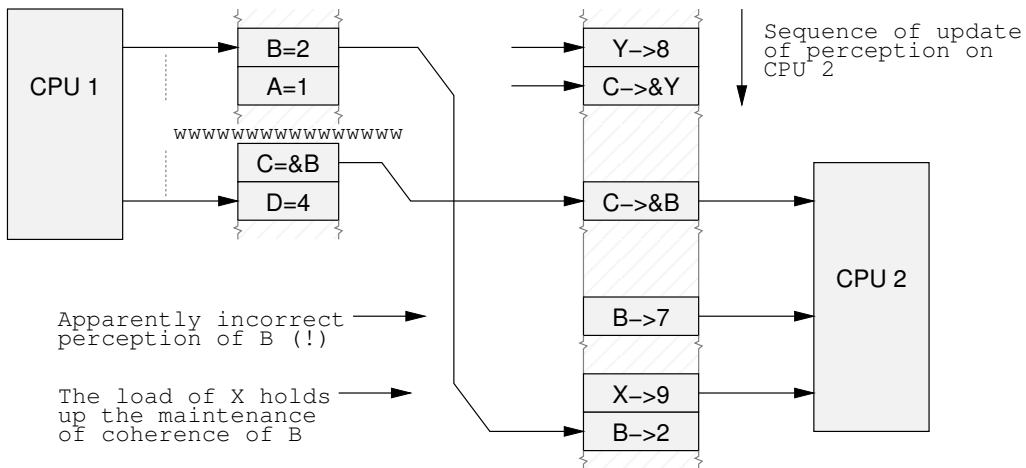 CPU 1
B=2
A=1
wwwwwwwwwwwwwwww
C=&B
D=4
Y->8
C->&Y
C->&B
B->7
X->9
B->2
Sequence of update
of perception on
CPU 2
CPU 2
Apparently incorrect
perception of B (!)
The load of X holds
up the maintenance
of coherence of B